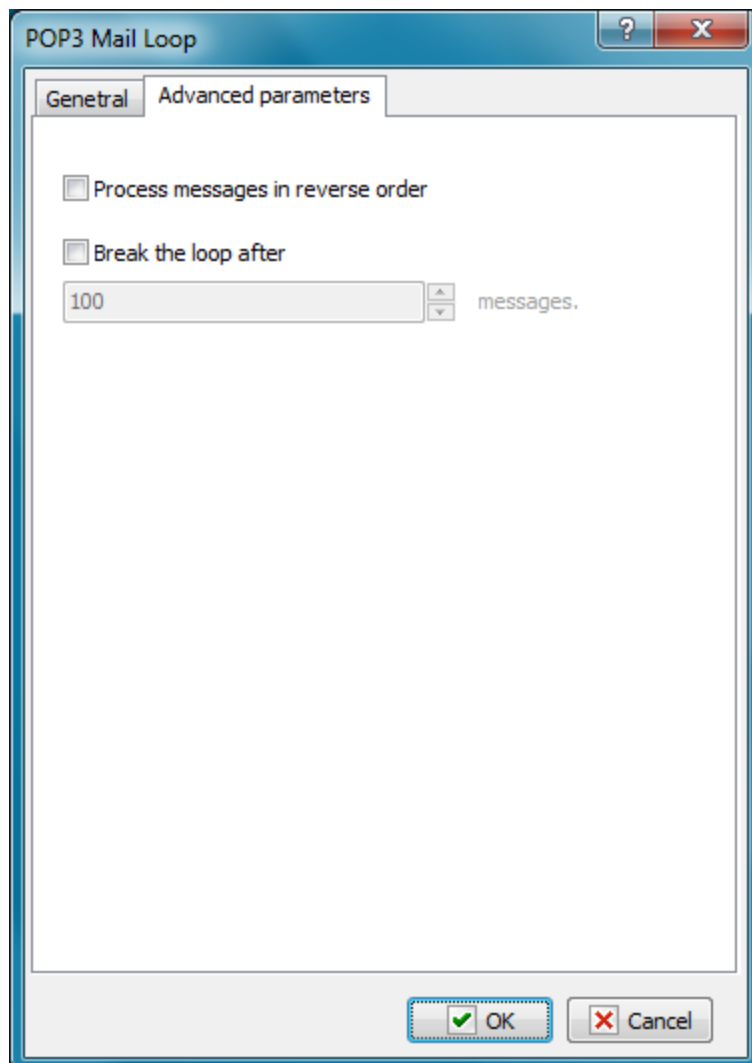 POP3 Mail Loop
Genetral Advanced parameters
Process messages in reverse order
Break the loop after
100 messages.
OK Cancel